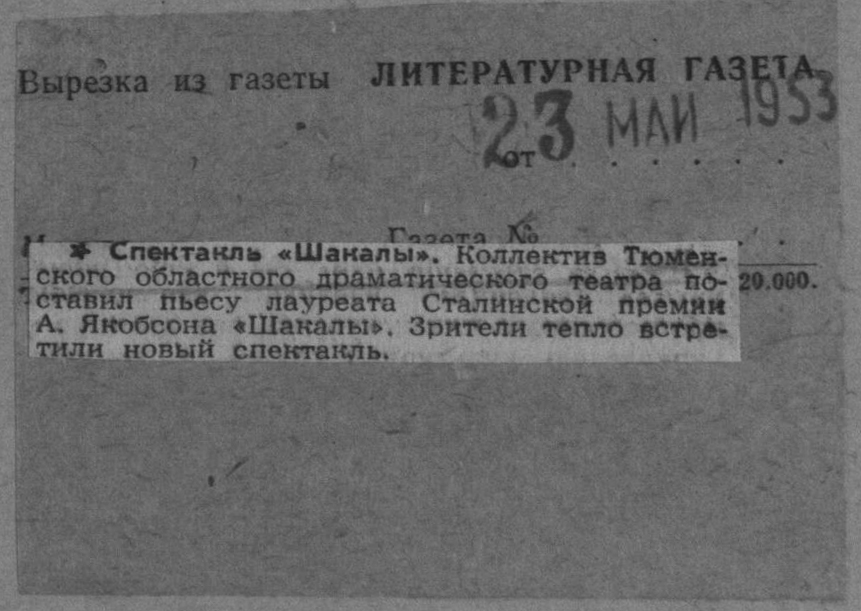 Вырезка из газеты ЛИТЕРАТУРНАЯ ГАЗЕТА
23 МАЙ 1953
от . . . . . .
Газета №
* Спектакль «Шакалы». Коллектив Тюмен-
ского областного драматического театра по-
20.000.
ставил пьесу лауреата Сталинской премии
А. Якобсона «Шакалы». Зрители тепло встре-
тили новый спектакль.